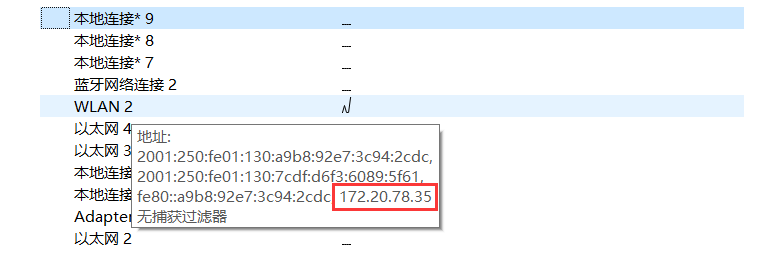 本地连接* 9
本地连接* 8
本地连接* 7
蓝牙网络连接 2
WLAN 2
以太网 4
地址:
2001:250:fe01:130:a9b8:92e7:3c94:2cdc,
以太网 3
2001:250:fe01:130:7cdf:d6f3:6089:5f61,
本地连接
fe80::a9b8:92e7:3c94:2cdc, 172.20.78.35
本地连接
无捕获过滤器
Adapter
以太网 2